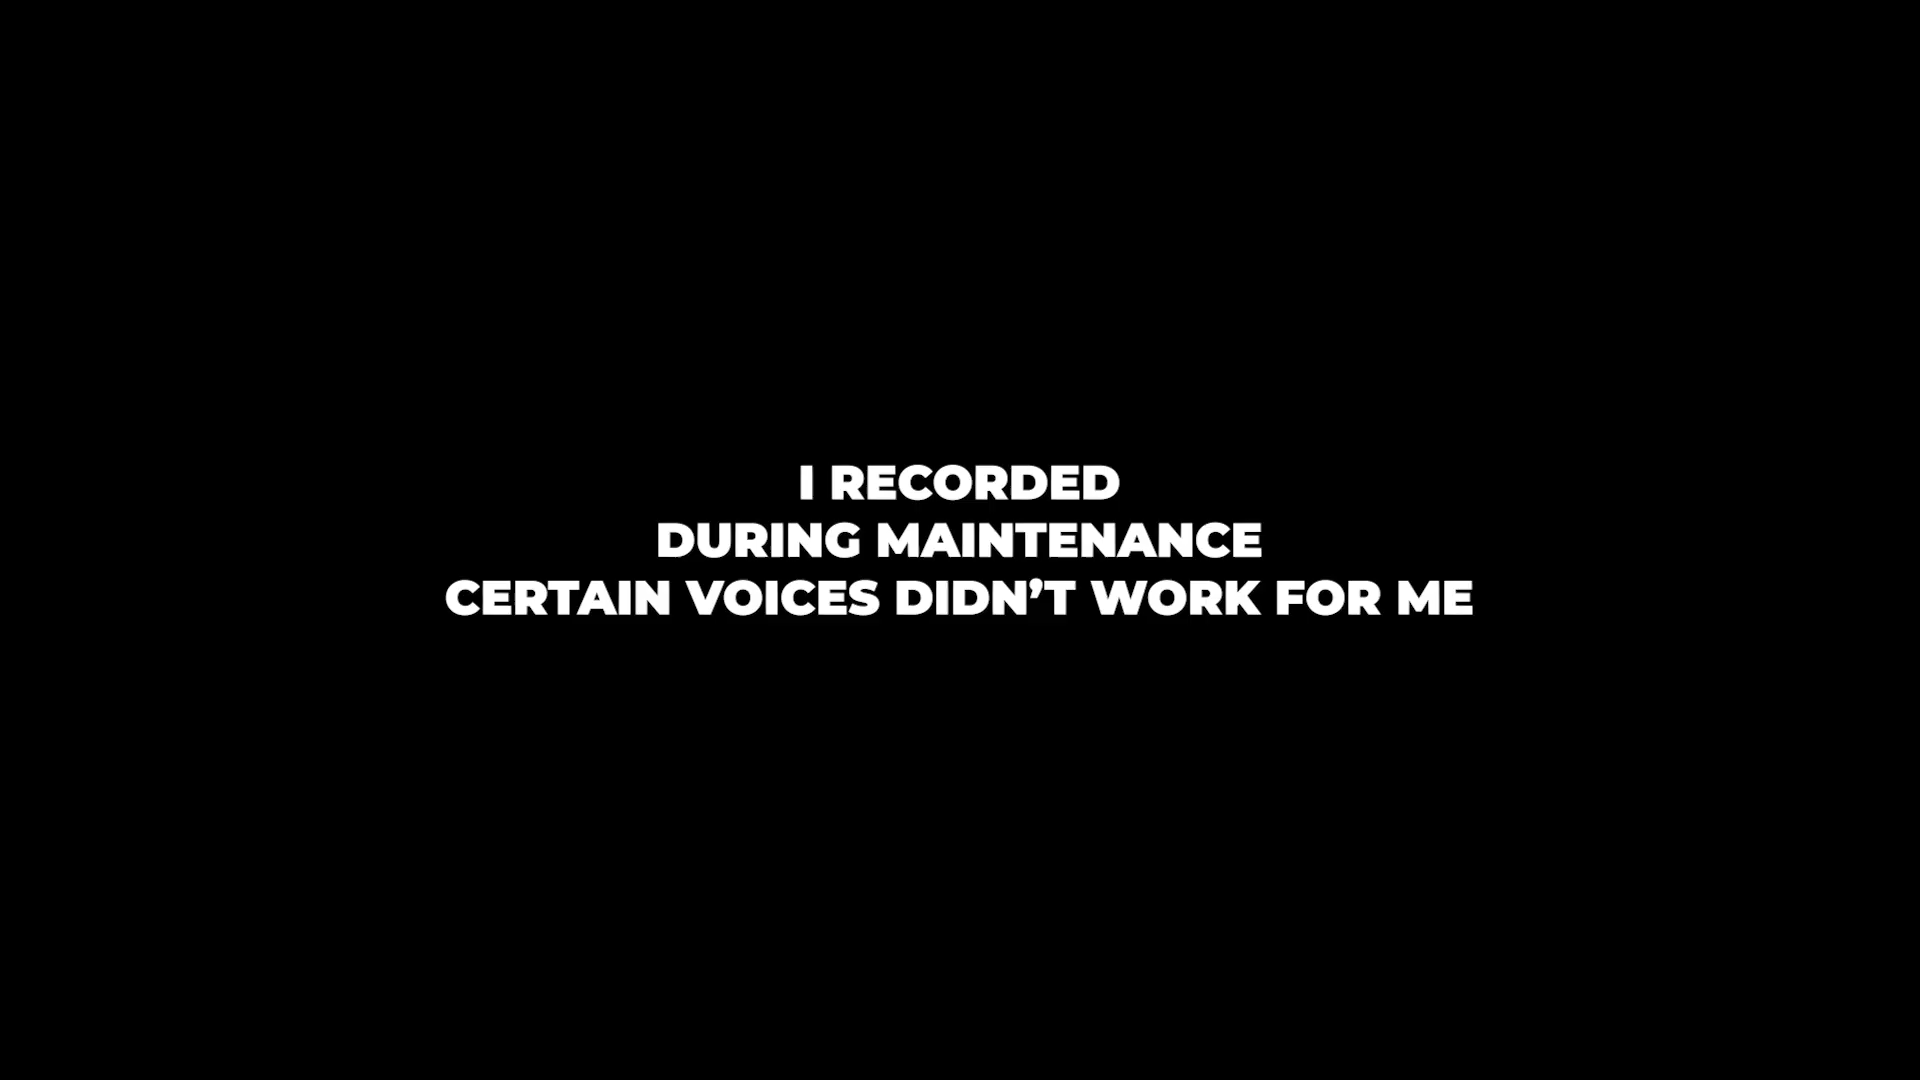 I RECORDED
DURING MAINTENANCE
CERTAIN VOICES DIDN’T WORK FOR ME